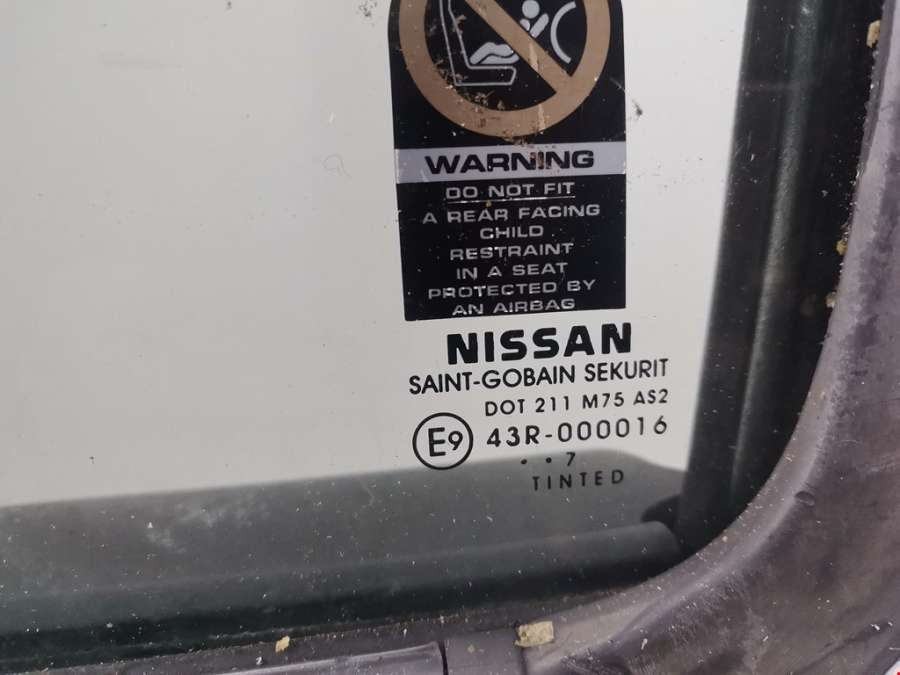 WARNING
DO NOT FIT
A REAR FACING
CHILD
RESTRAINT
IN A SEAT
PROTECTED BY
AN AIRBAG
NISSAN
SAINT-GOBAIN SEKURIT
DOT 211 M75 AS2
E9 43R-000016
• • 7
TINTED